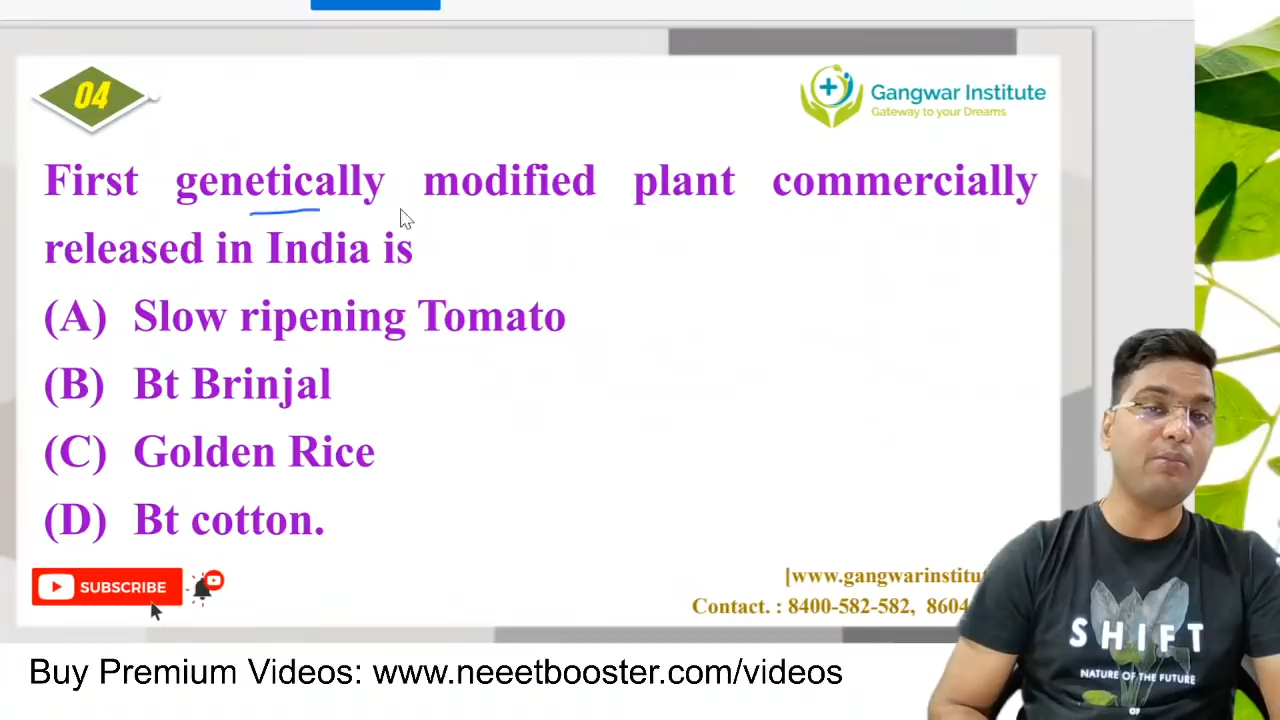 04
Gangwar Institute
Gateway to your Dreams
First genetically modified plant commercially
released in India is
(A) Slow ripening Tomato
(B) Bt Brinjal
(C) Golden Rice
(D) Bt cotton.
SUBSCRIBE
Contact. : 8400-582-582,
SHIFT
NATURE OF THE FUTURE
OF
Buy Premium Videos: www.neeetbooster.com/videos